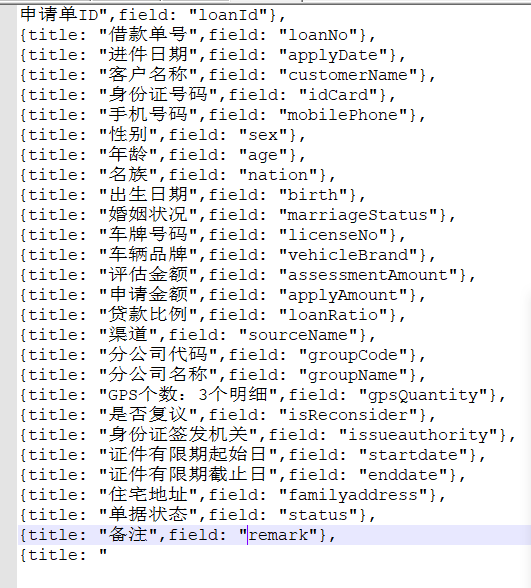 申请单ID",field: "loanId"},
{title: "借款单号",field: "loanNo"},
{title: "进件日期",field: "applyDate"},
{title: "客户名称",field: "customerName"},
{title: "身份证号码",field: "idCard"},
{title: "手机号码",field: "mobilePhone"},
{title: "性别",field: "sex"},
{title: "年龄",field: "age"},
{title: "名族",field: "nation"},
{title: "出生日期",field: "birth"},
{title: "婚姻状况",field: "marriageStatus"},
{title: "车牌号码",field: "licenseNo"},
{title: "车辆品牌",field: "vehicleBrand"},
{title: "评估金额",field: "assessmentAmount"},
{title: "申请金额",field: "applyAmount"},
{title: "贷款比例",field: "loanRatio"},
{title: "渠道",field: "sourceName"},
{title: "分公司代码",field: "groupCode"},
{title: "分公司名称",field: "groupName"},
{title: "GPS个数：3个明细",field: "gpsQuantity"},
{title: "是否复议",field: "isReconsider"},
{title: "身份证签发机关",field: "issueauthority"},
{title: "证件有限期起始日",field: "startdate"},
{title: "证件有限期截止日",field: "enddate"},
{title: "住宅地址",field: "familyaddress"},
{title: "单据状态",field: "status"},
{title: "备注",field: "remark"},
{title: "